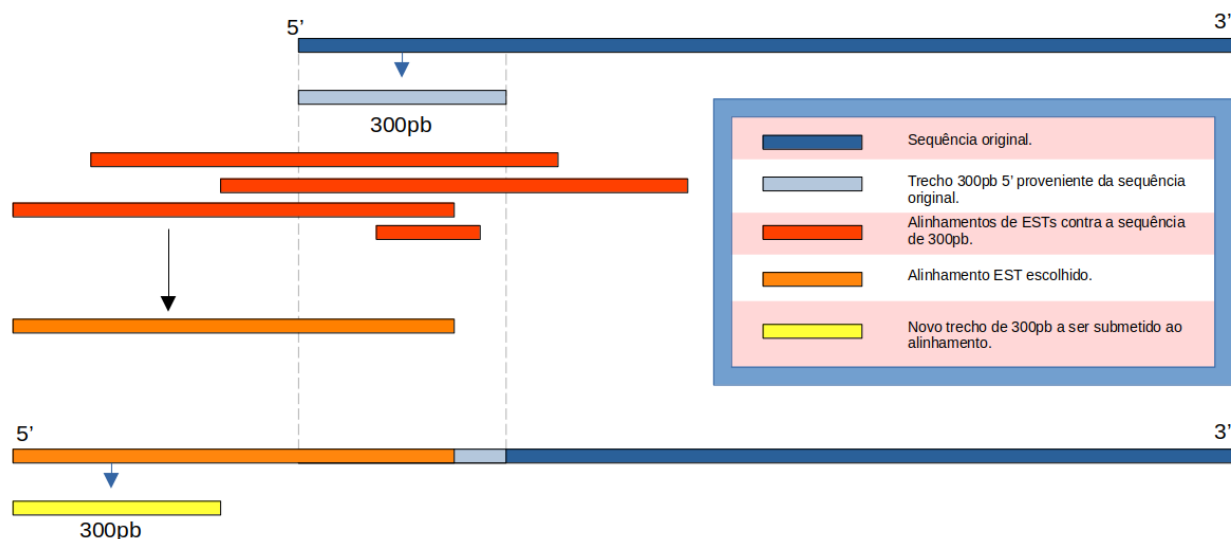 5’
3’
300pb
Sequência original.
Trecho 300pb 5’ proveniente da sequência
original.
Alinhamentos de ESTs contra a sequência
de 300pb.
Alinhamento EST escolhido.
Novo trecho de 300pb a ser submetido ao
alinhamento.
5’
3’
300pb